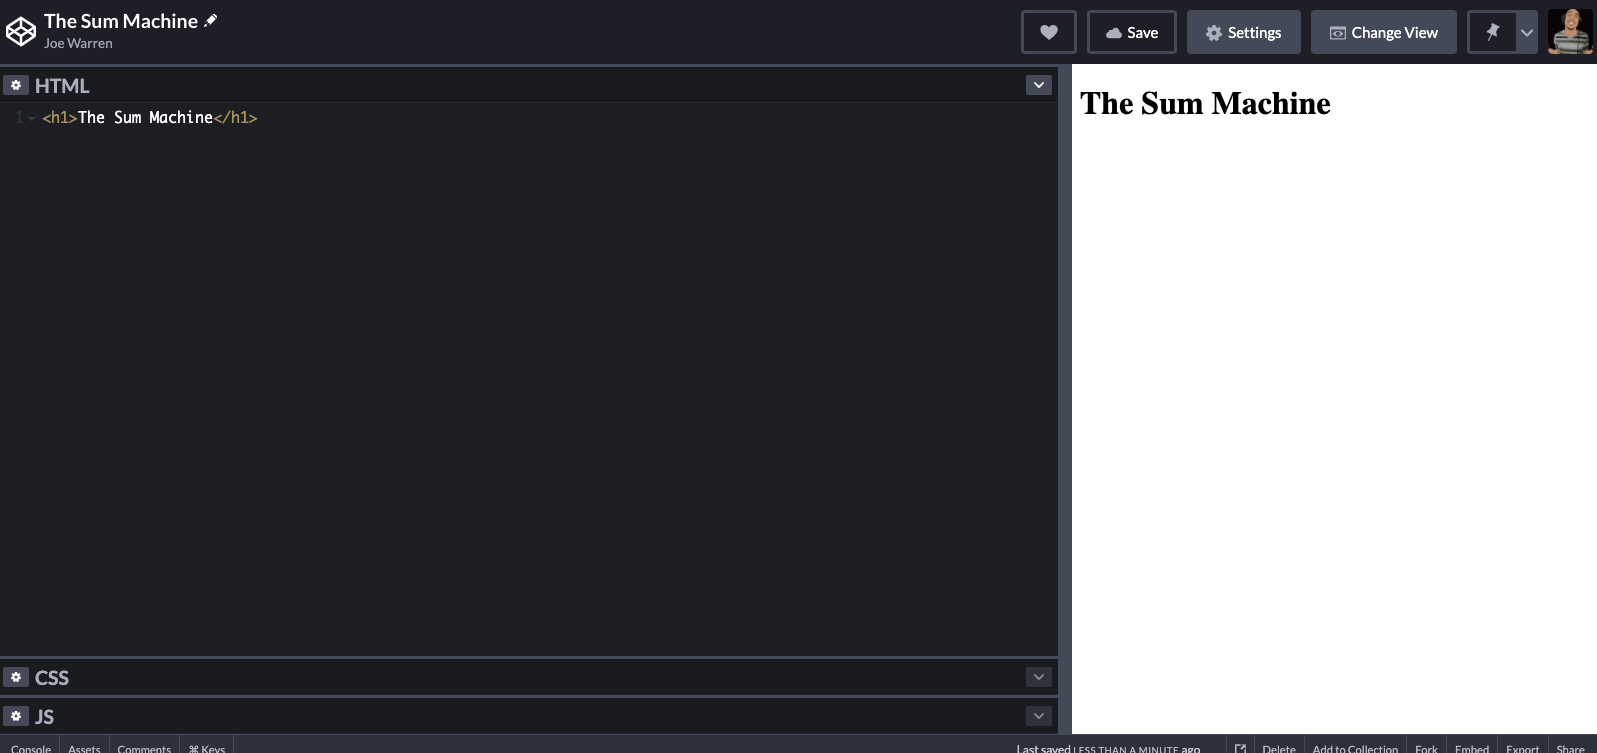 The Sum Machine
Joe Warren
Save
Settings
Change View
HTML
1
<h1>The Sum Machine</h1>
The Sum Machine
CSS
JS
Console
Assets
Comments
⌘ Keys
Last saved LESS THAN A MINUTE ago
Delete
Add to Collection
Fork
Embed
Export
Share